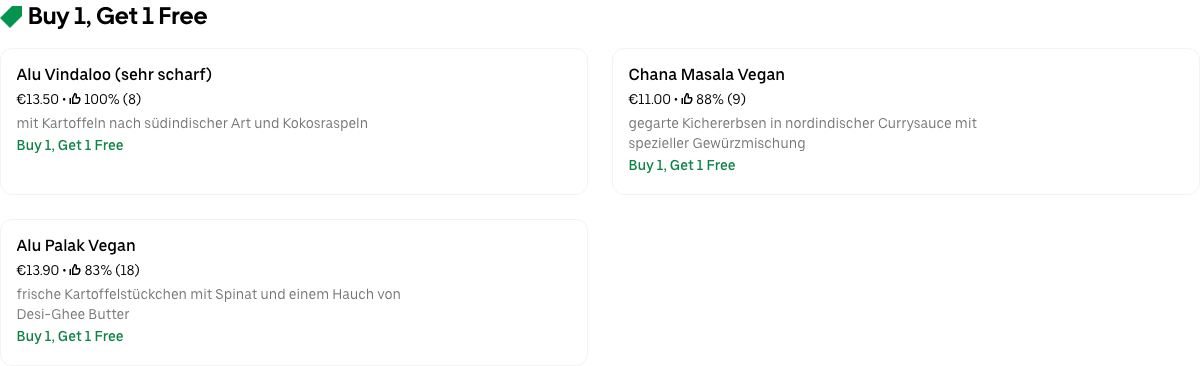 Buy 1, Get 1 Free
Alu Vindaloo (sehr scharf)
€13.50 • 100% (8)
mit Kartoffeln nach südindischer Art und Kokosraspeln
Buy 1, Get 1 Free
Chana Masala Vegan
€11.00 • 88% (9)
gegarte Kichererbsen in nordindischer Currysauce mit
spezieller Gewürzmischung
Buy 1, Get 1 Free
Alu Palak Vegan
€13.90 • 83% (18)
frische Kartoffelstückchen mit Spinat und einem Hauch von
Desi-Ghee Butter
Buy 1, Get 1 Free